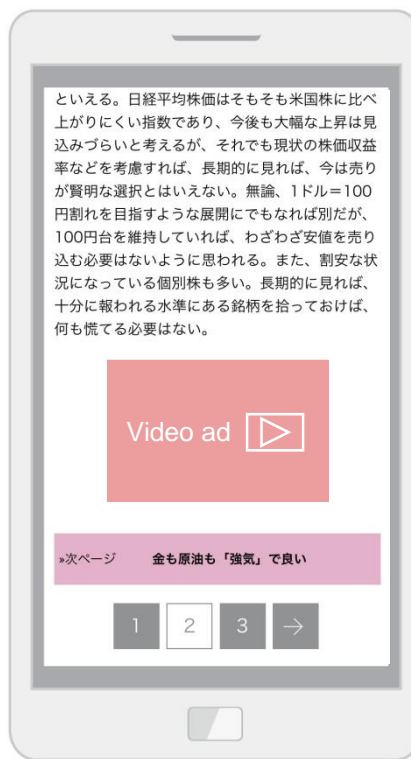 といえる。日経平均株価はそもそも米国株に比べ
上がりにくい指数であり、今後も大幅な上昇は見
込みづらいと考えるが、それでも現状の株価収益
率などを考慮すれば、長期的に見れば、今は売り
が賢明な選択とはいえない。無論、1ドル＝100
円割れを目指すような展開にでもなれば別だが、
100円台を維持していれば、わざわざ安値を売り
込む必要はないように思われる。また、割安な状
況になっている個別株も多い。長期的に見れば、
十分に報われる水準にある銘柄を拾っておけば、
何も慌てる必要はない。
Video ad
»次ページ 金も原油も「強気」で良い
1 2 3 →